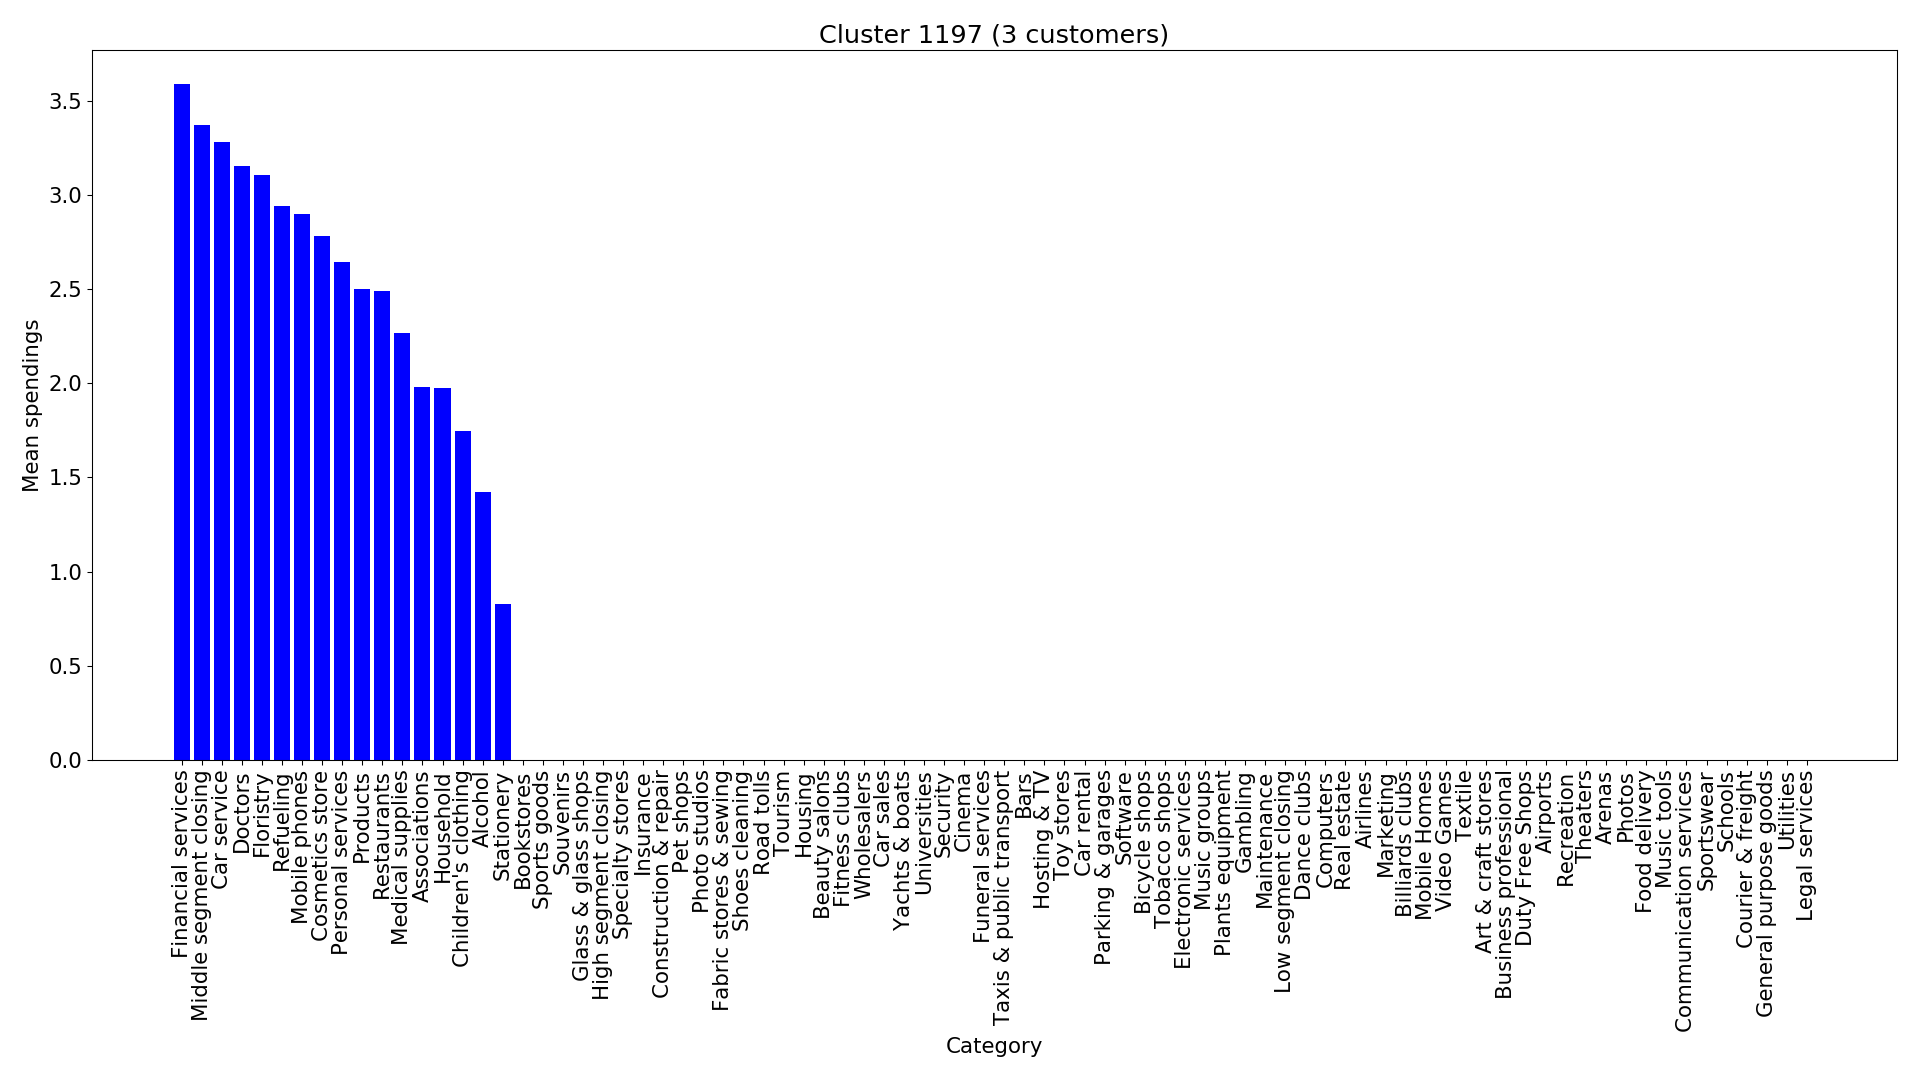 Cluster 1197 (3 customers)
Mean spendings
3.5
3.0
2.5
2.0
1.5
1.0
0.5
0.0
Financial services
Middle segment closing
Car service
Doctors
Floristry
Refueling
Mobile phones
Cosmetics store
Personal services
Products
Restaurants
Medical supplies
Associations
Household
Children's clothing
Alcohol
Stationery
Bookstores
Sports goods
Souvenirs
Glass & glass shops
High segment closing
Specialty stores
Insurance
Construction & repair
Pet shops
Photo studios
Fabric stores & sewing
Shoes cleaning
Road tolls
Tourism
Housing
Beauty salons
Fitness clubs
Wholesalers
Car sales
Yachts & boats
Universities
Security
Cinema
Funeral services
Taxis & public transport
Bars
Hosting & TV
Toy stores
Car rental
Parking & garages
Software
Bicycle shops
Tobacco shops
Electronic services
Music groups
Plants equipment
Gambling
Maintenance
Low segment closing
Dance clubs
Computers
Real estate
Airlines
Marketing
Billiards clubs
Mobile Homes
Video Games
Textile
Art & craft stores
Business professional
Duty Free Shops
Airports
Recreation
Theaters
Arenas
Photos
Food delivery
Music tools
Communication services
Sportswear
Schools
Courier & freight
General purpose goods
Utilities
Legal services
Category